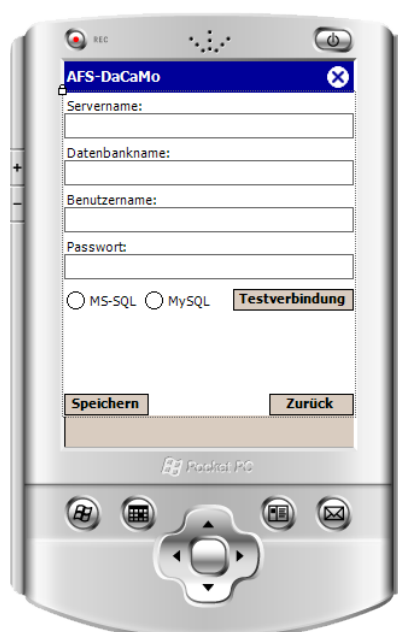 REC
AFS-DaCaMo
Servername:
Datenbankname:
Benutzername:
Passwort:
MS-SQL MySQL Testverbindung
Speichern Zurück
Pocket PC
+
-